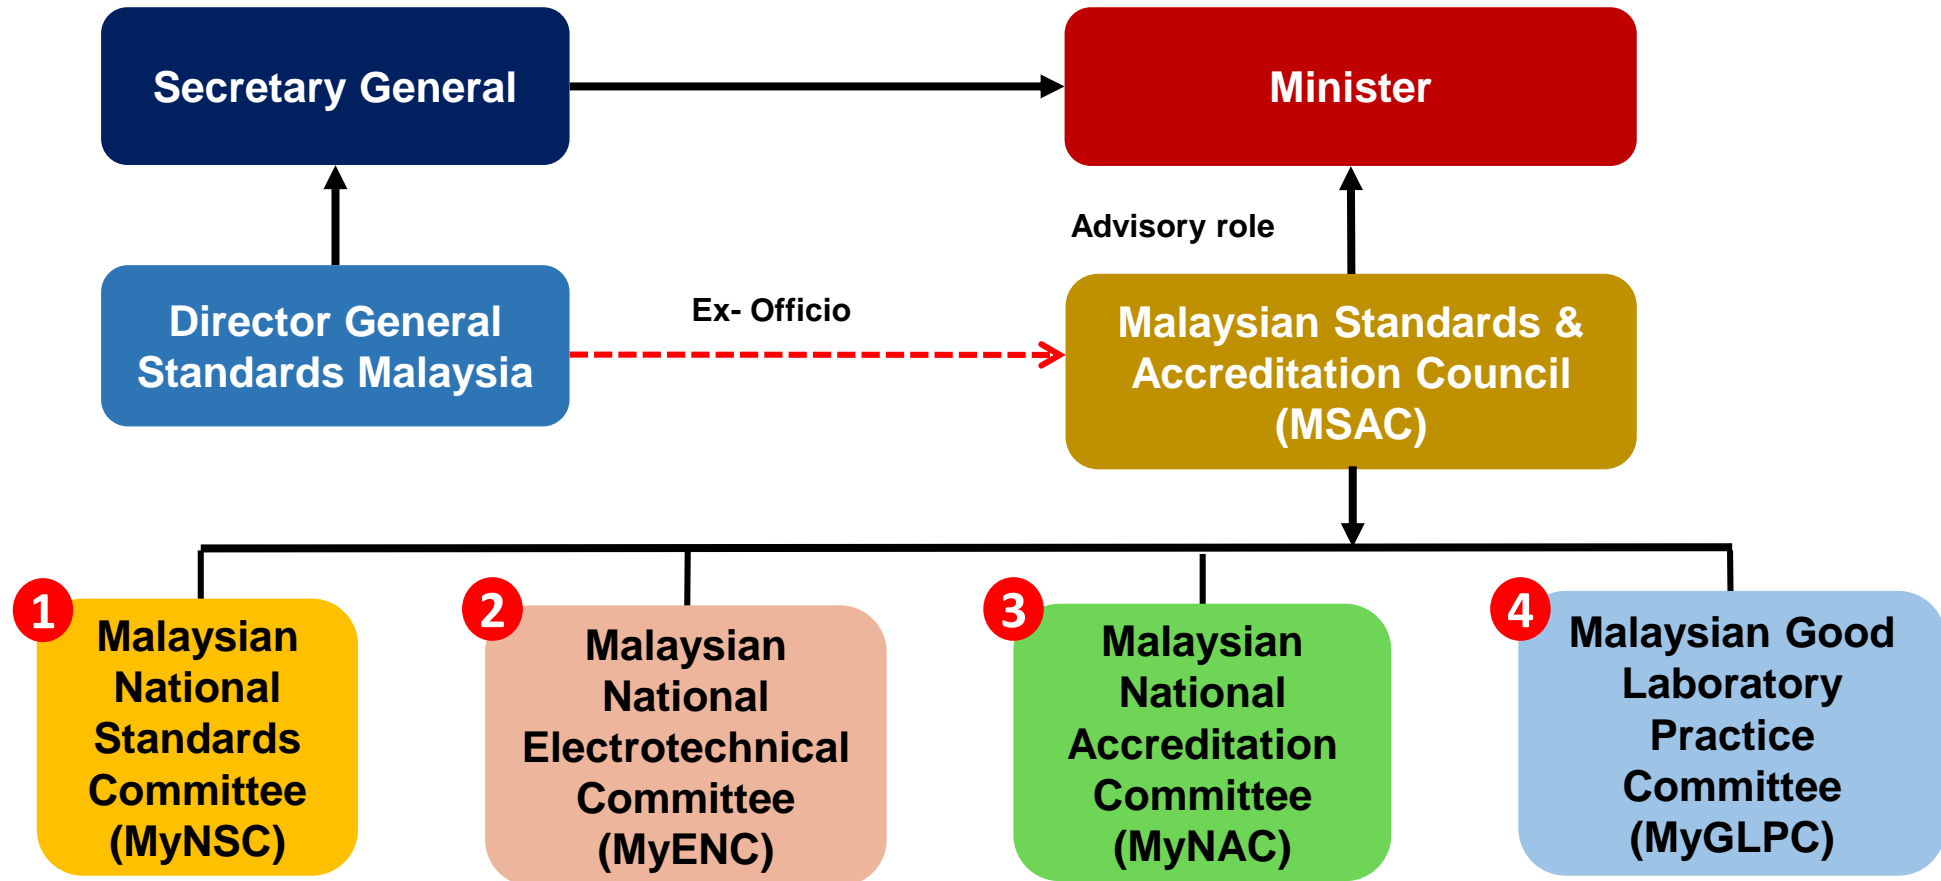 Secretary General
Minister
Advisory role
Director General
Standards Malaysia
Ex- Officio
Malaysian Standards &
Accreditation Council
(MSAC)
1
Malaysian
National
Standards
Committee
(MyNSC)
2
Malaysian
National
Electrotechnical
Committee
(MyENC)
3
Malaysian
National
Accreditation
Committee
(MyNAC)
4
Malaysian Good
Laboratory
Practice
Committee
(MyGLPC)